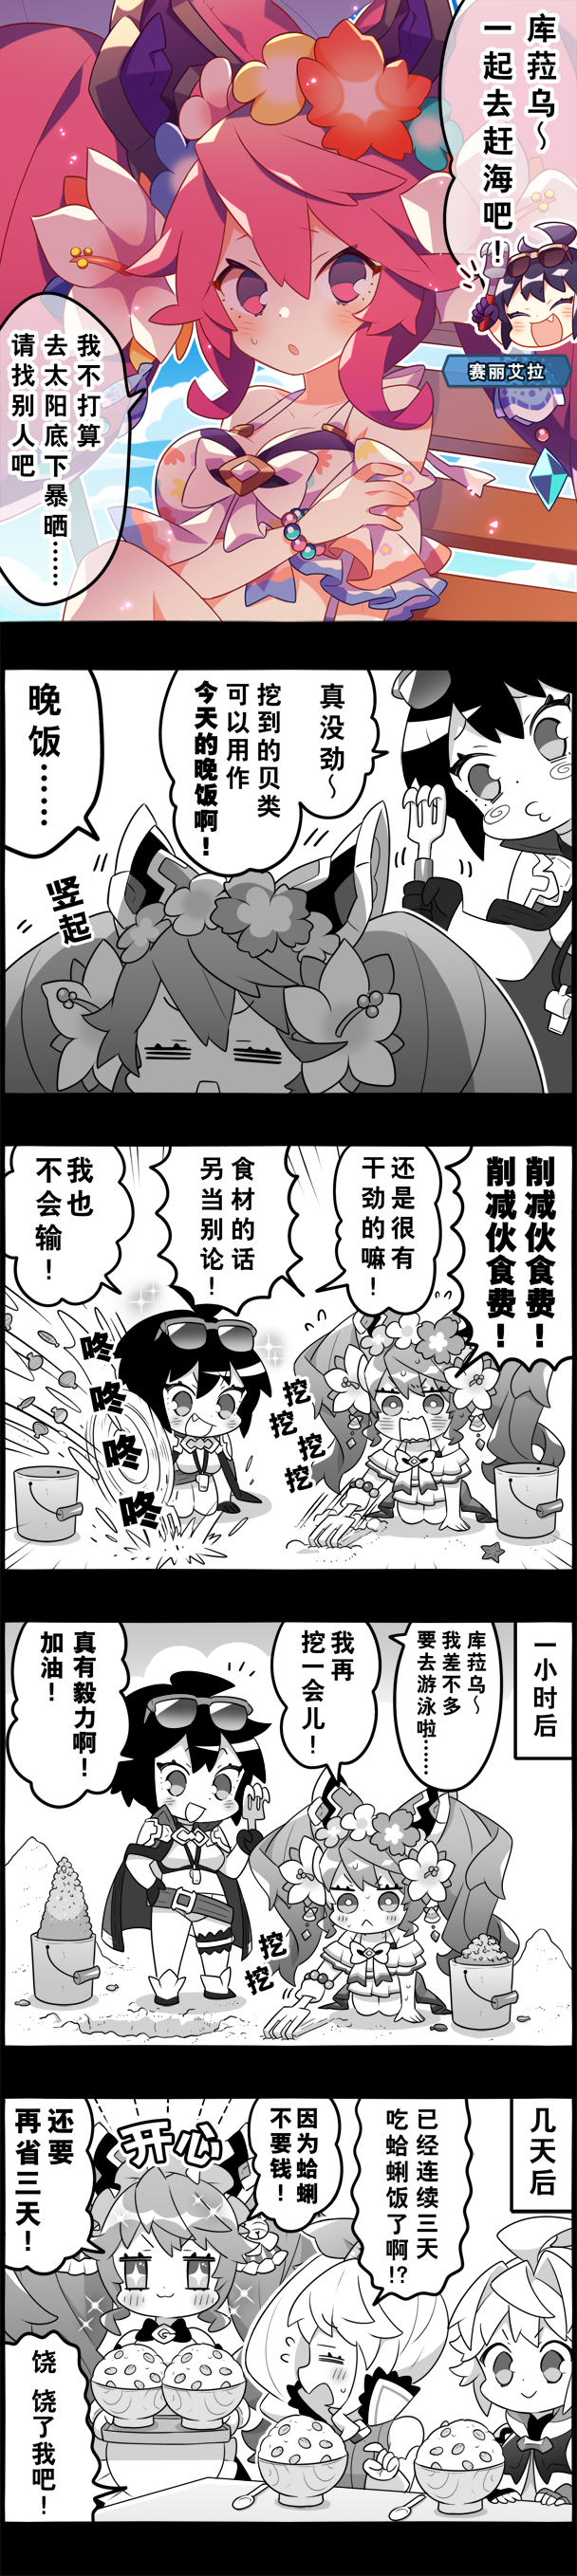 库菈乌～
一起去赶海吧！
赛丽艾拉
我不打算
去太阳底下暴晒……
请找别人吧
真没劲～
挖到的贝类
可以用作
今天的晚饭啊！
晚饭……
竖起
削减伙食费！
削减伙食费！
还是很有
干劲的嘛！
食材的话
另当别论！
我也
不会输！
挖
挖
挖
挖
咚
咚
咚
咚
一小时后
库菈乌～
我差不多
要去游泳啦……
我再
挖一会儿！
真有毅力啊！
加油！
挖
挖
几天后
已经连续三天
吃蛤蜊饭了啊!?
因为蛤蜊
不要钱！
开心
还要
再省三天！
饶 饶了我吧！